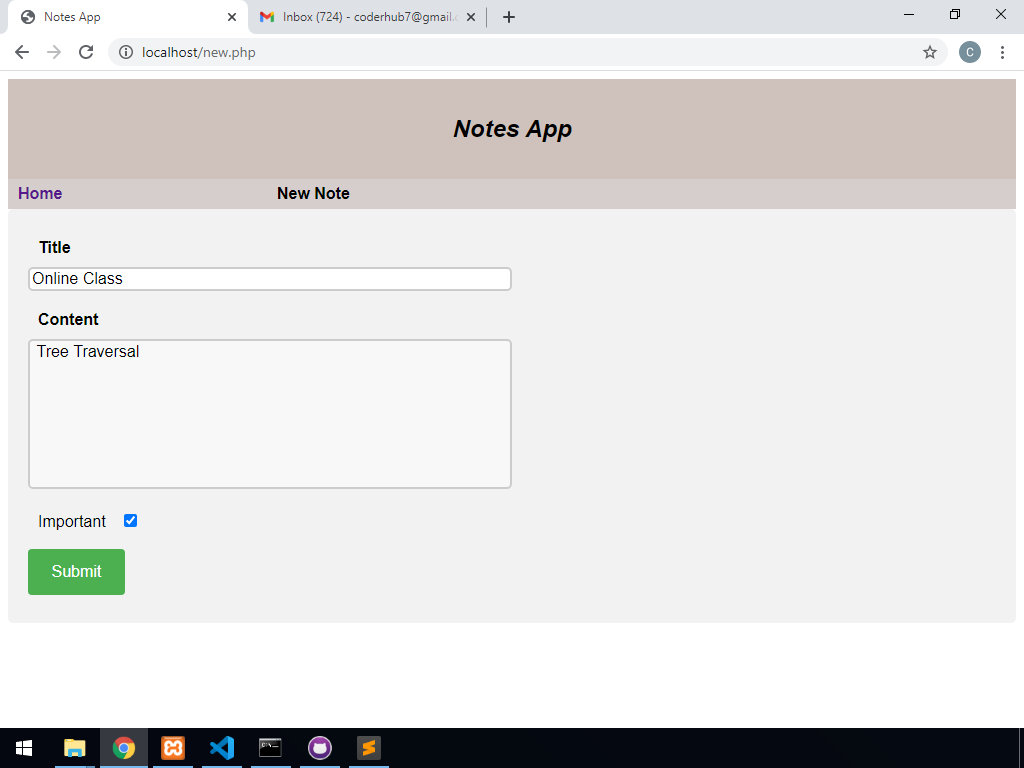 Notes App
Inbox (724) - coderhub7@gmail.c
localhost/new.php
C
Notes App
Home
New Note
Title
Online Class
Content
Tree Traversal
Important
Submit